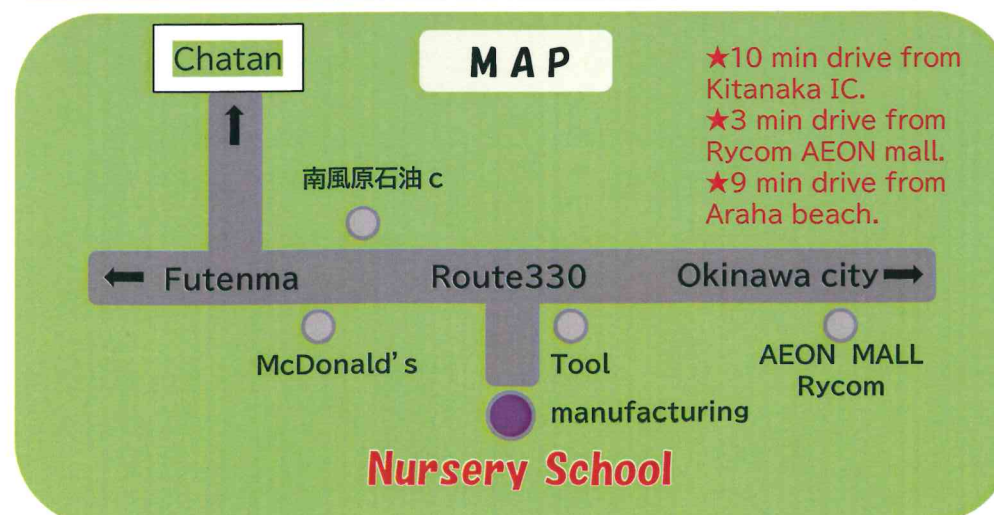 Chatan
MAP
★10 min drive from
Kitanaka IC.
★3 min drive from
Rycom AEON mall.
★9 min drive from
Araha beach.
南風原石油 c
← Futenma
Route330
Okinawa city →
McDonald's
Tool
AEON MALL
Rycom
manufacturing
Nursery School